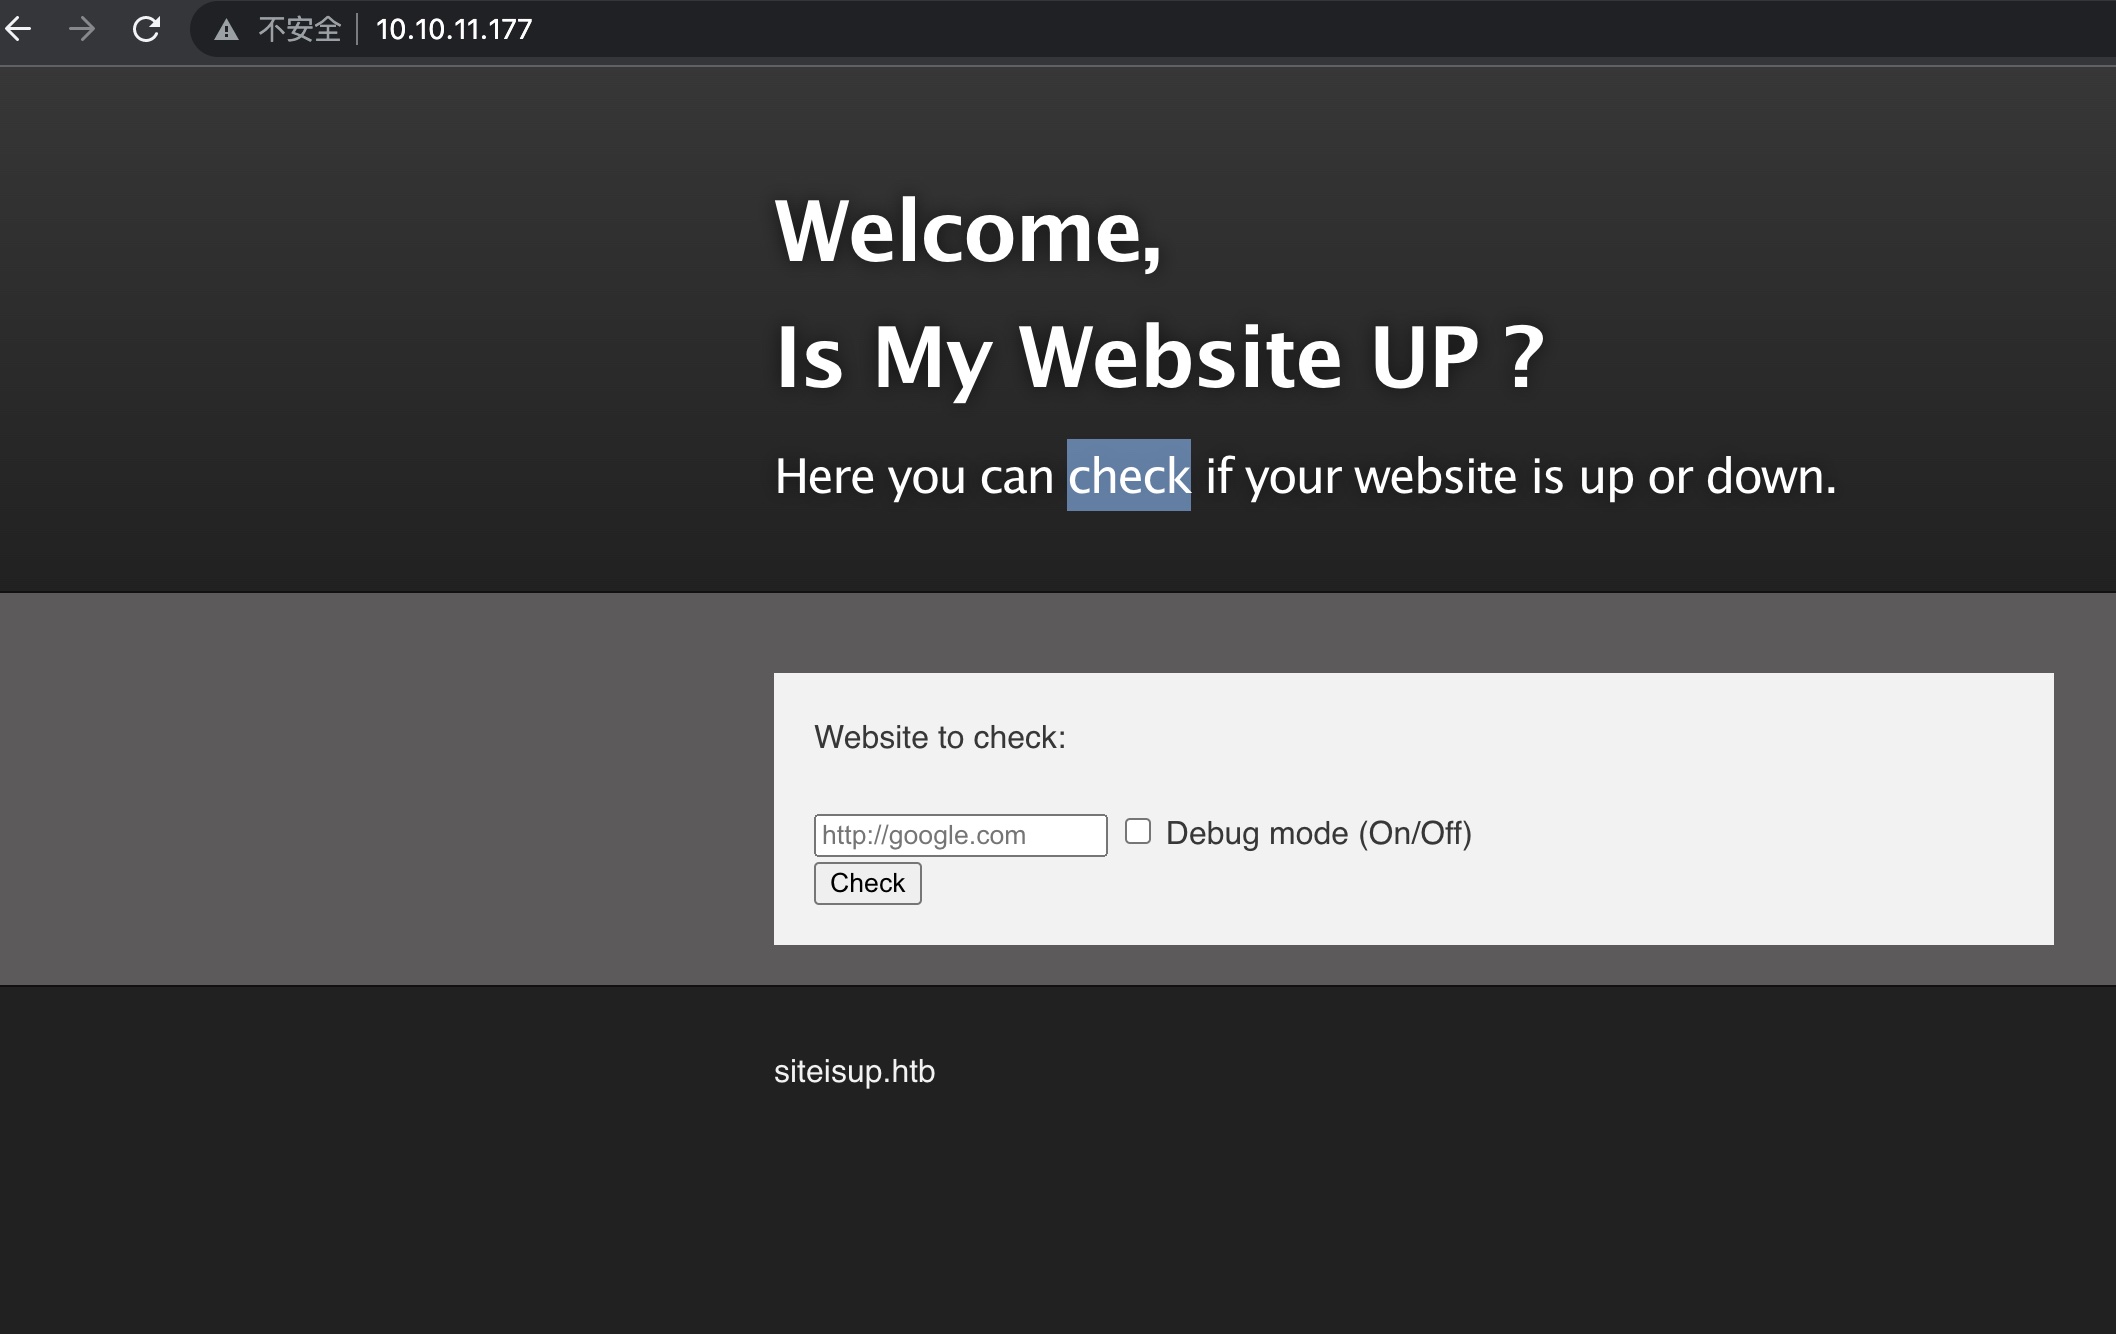 不安全 10.10.11.177
Welcome,
Is My Website UP ?
Here you can check if your website is up or down.
Website to check:
http://google.com Debug mode (On/Off)
Check
siteisup.htb